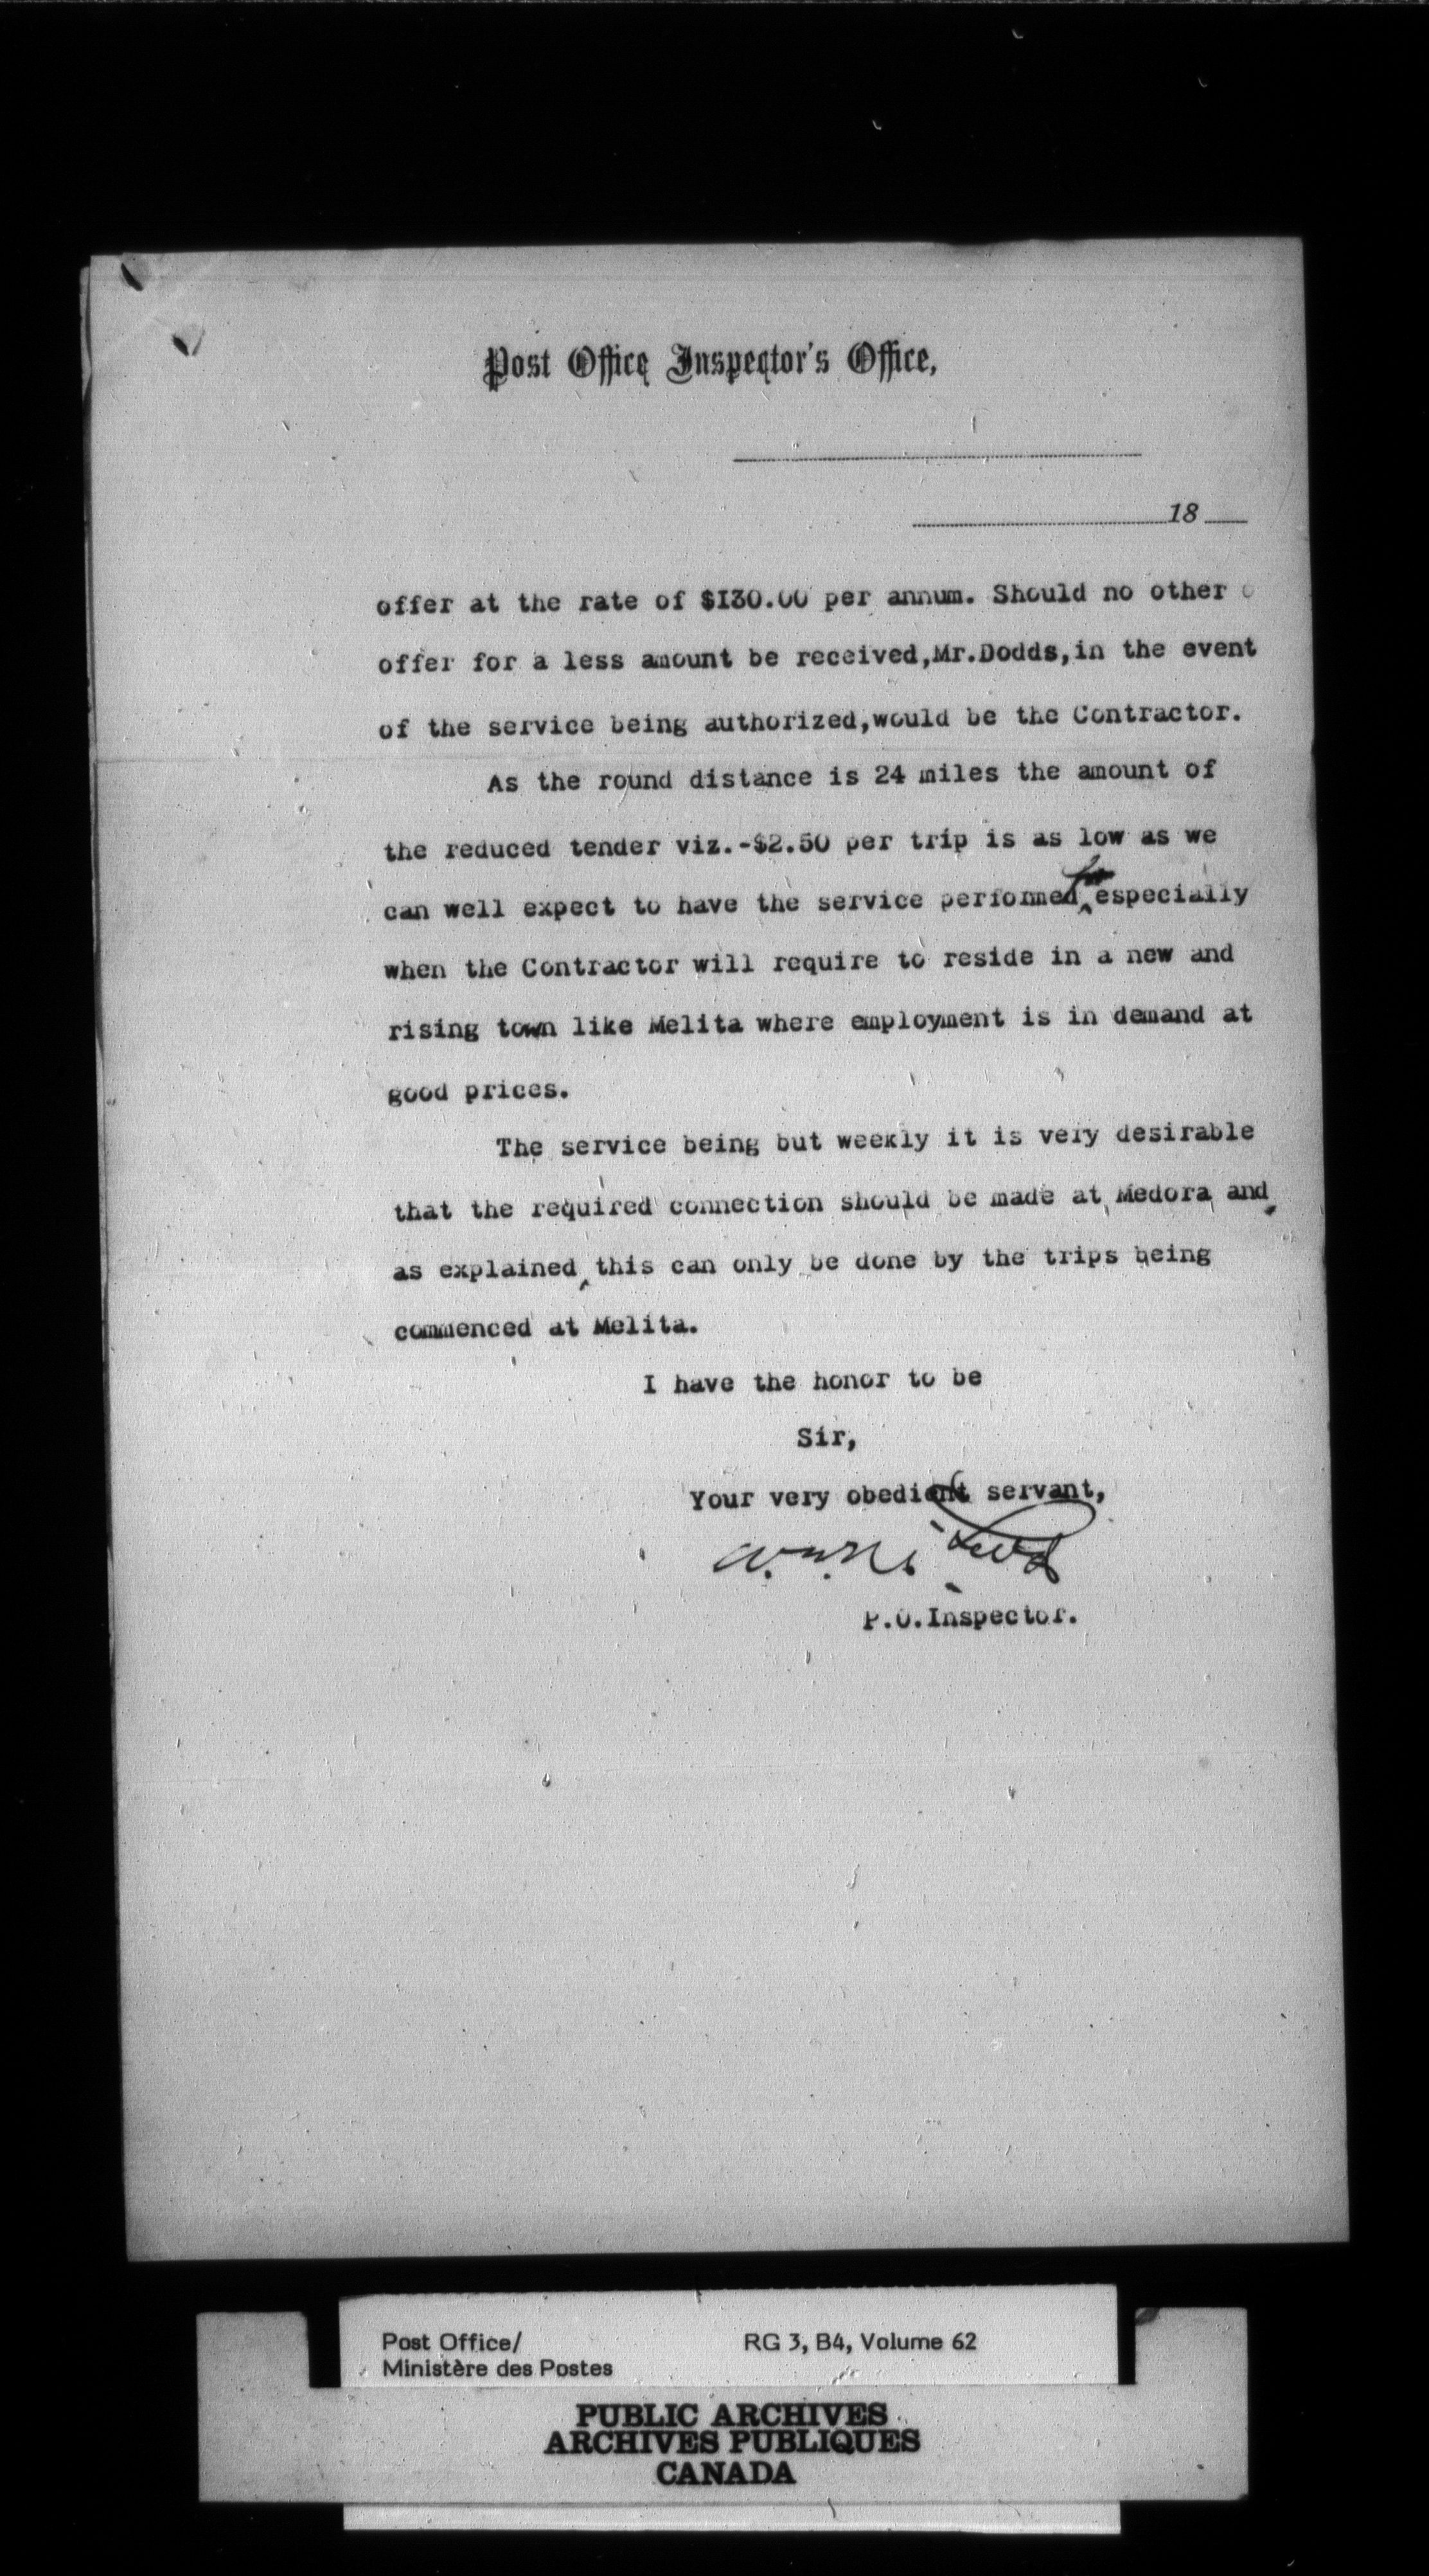 Post Office Inspector's Office,
18
offer at the rate of $I30.00 per annum. Should no other o
offer for a less amount be received,Mr.Dodds,in the event
of the service being authorized,would be the Contractor.
As the round distance is 24 miles the amount of
the reduced tender viz.-$2.50 per trip is as low as we
can well expect to have the service performed for especially
when the Contractor will require to reside in a new and
rising town like Melita where employment is in demand at
good prices.
The service being but weekly it is very desirable
that the required connection should be made at Medora and,
as explained, this can only be done by the trips being
commenced at Melita.
I have the honor to be
Sir,
Your very obedient servant,
P.O.Inspector.
Post Office/ RG 3, B4, Volume 62
Ministère des Postes
PUBLIC ARCHIVES
ARCHIVES PUBLIQUES
CANADA